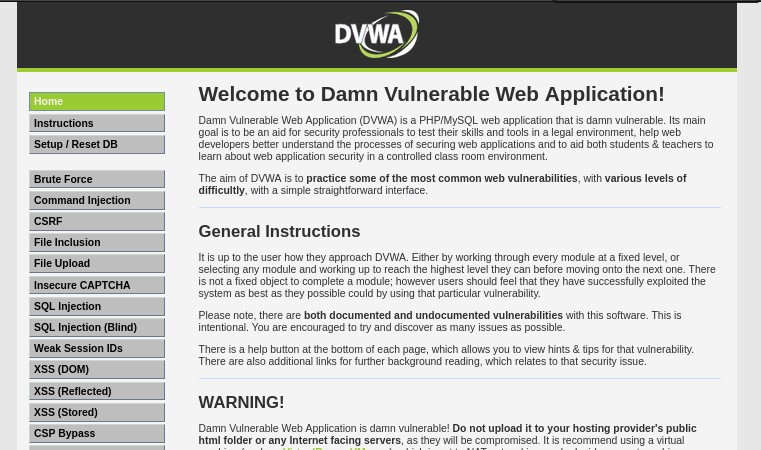 DVWA
Home
Instructions
Setup / Reset DB
Brute Force
Command Injection
CSRF
File Inclusion
File Upload
Insecure CAPTCHA
SQL Injection
SQL Injection (Blind)
Weak Session IDs
XSS (DOM)
XSS (Reflected)
XSS (Stored)
CSP Bypass
Welcome to Damn Vulnerable Web Application!
Damn Vulnerable Web Application (DVWA) is a PHP/MySQL web application that is damn vulnerable. Its main
goal is to be an aid for security professionals to test their skills and tools in a legal environment, help web
developers better understand the processes of securing web applications and to aid both students & teachers to
learn about web application security in a controlled class room environment.
The aim of DVWA is to practice some of the most common web vulnerabilities, with various levels of
difficultly, with a simple straightforward interface.
General Instructions
It is up to the user how they approach DVWA. Either by working through every module at a fixed level, or
selecting any module and working up to reach the highest level they can before moving onto the next one. There
is not a fixed object to complete a module; however users should feel that they have successfully exploited the
system as best as they possible could by using that particular vulnerability.
Please note, there are both documented and undocumented vulnerabilities with this software. This is
intentional. You are encouraged to try and discover as many issues as possible.
There is a help button at the bottom of each page, which allows you to view hints & tips for that vulnerability.
There are also additional links for further background reading, which relates to that security issue.
WARNING!
Damn Vulnerable Web Application is damn vulnerable! Do not upload it to your hosting provider's public
html folder or any Internet facing servers, as they will be compromised. It is recommend using a virtual